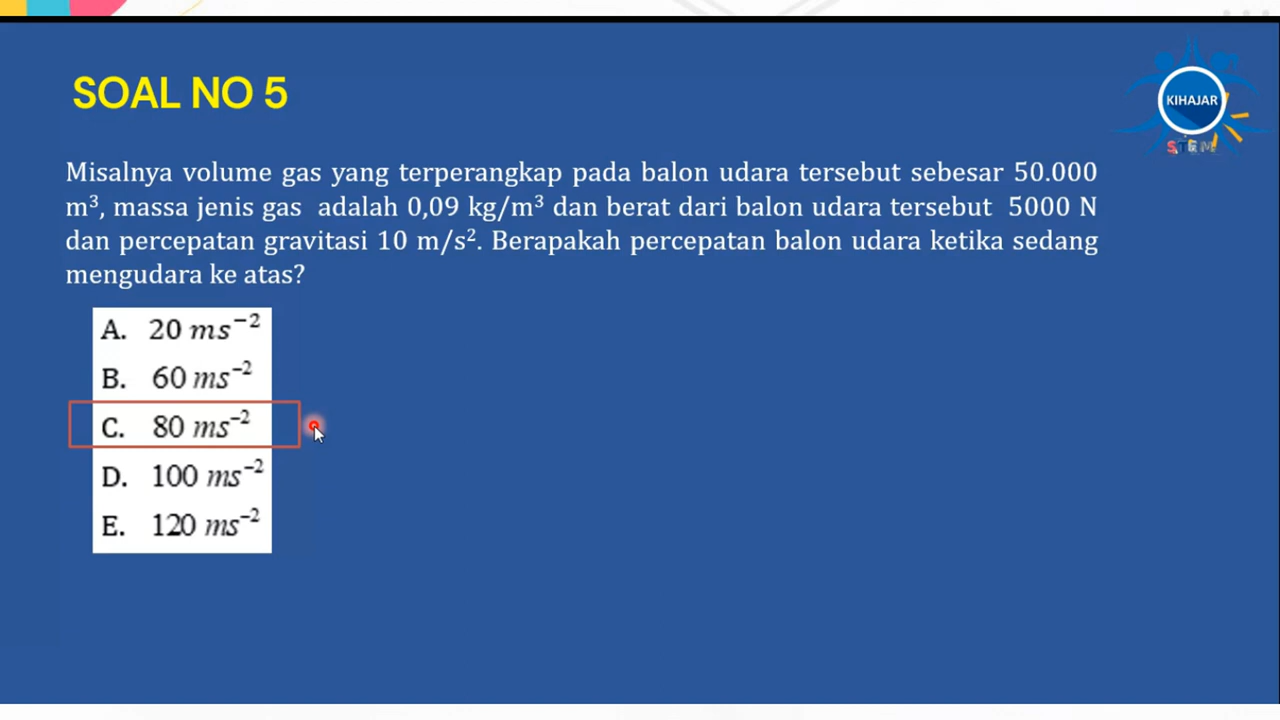 SOAL NO 5
KIHAJAR
STEM
Misalnya volume gas yang terperangkap pada balon udara tersebut sebesar 50.000
m³, massa jenis gas adalah 0,09 kg/m³ dan berat dari balon udara tersebut 5000 N
dan percepatan gravitasi 10 m/s². Berapakah percepatan balon udara ketika sedang
mengudara ke atas?
A. 20 ms⁻²
B. 60 ms⁻²
C. 80 ms⁻²
D. 100 ms⁻²
E. 120 ms⁻²